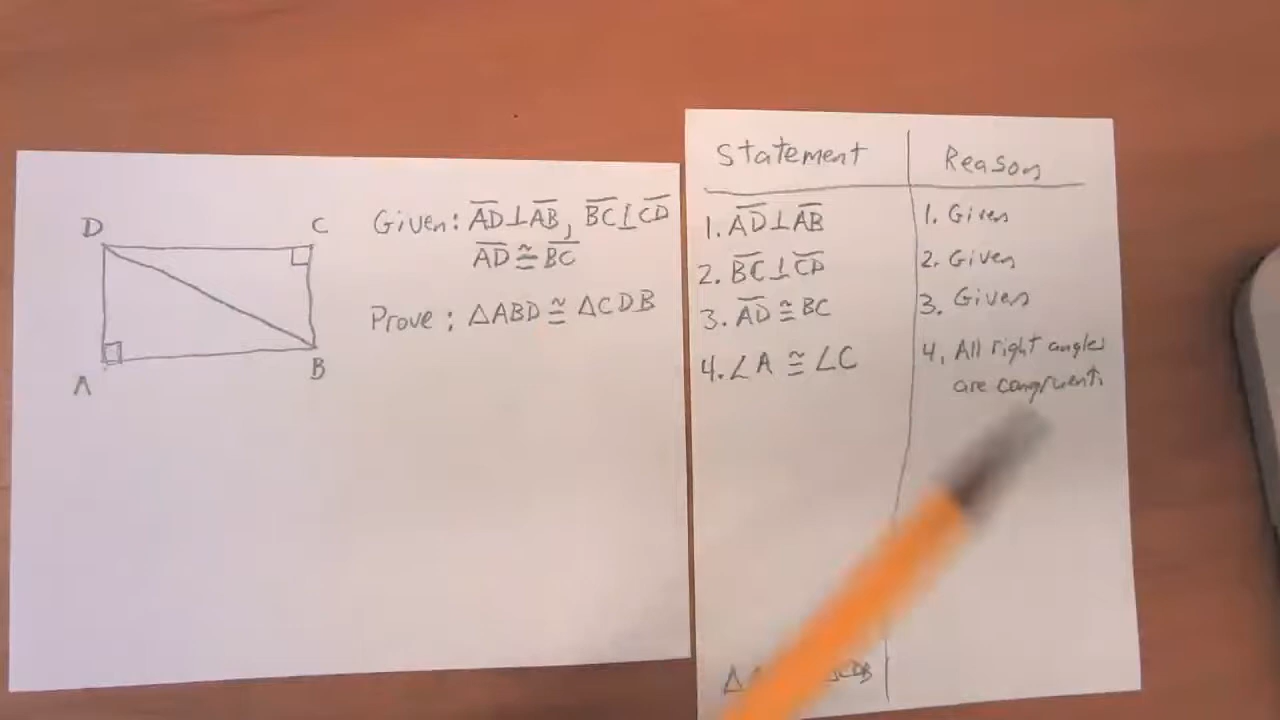 D
C
A
B
Given: AD⊥AB, BC⊥CD
AD≅BC
Prove: △ABD≅△CDB
Statement
Reason
1. AD⊥AB
1. Given
2. BC⊥CD
2. Given
3. AD≅BC
3. Given
4. ∠A≅∠C
4. All right angles
are congruent.